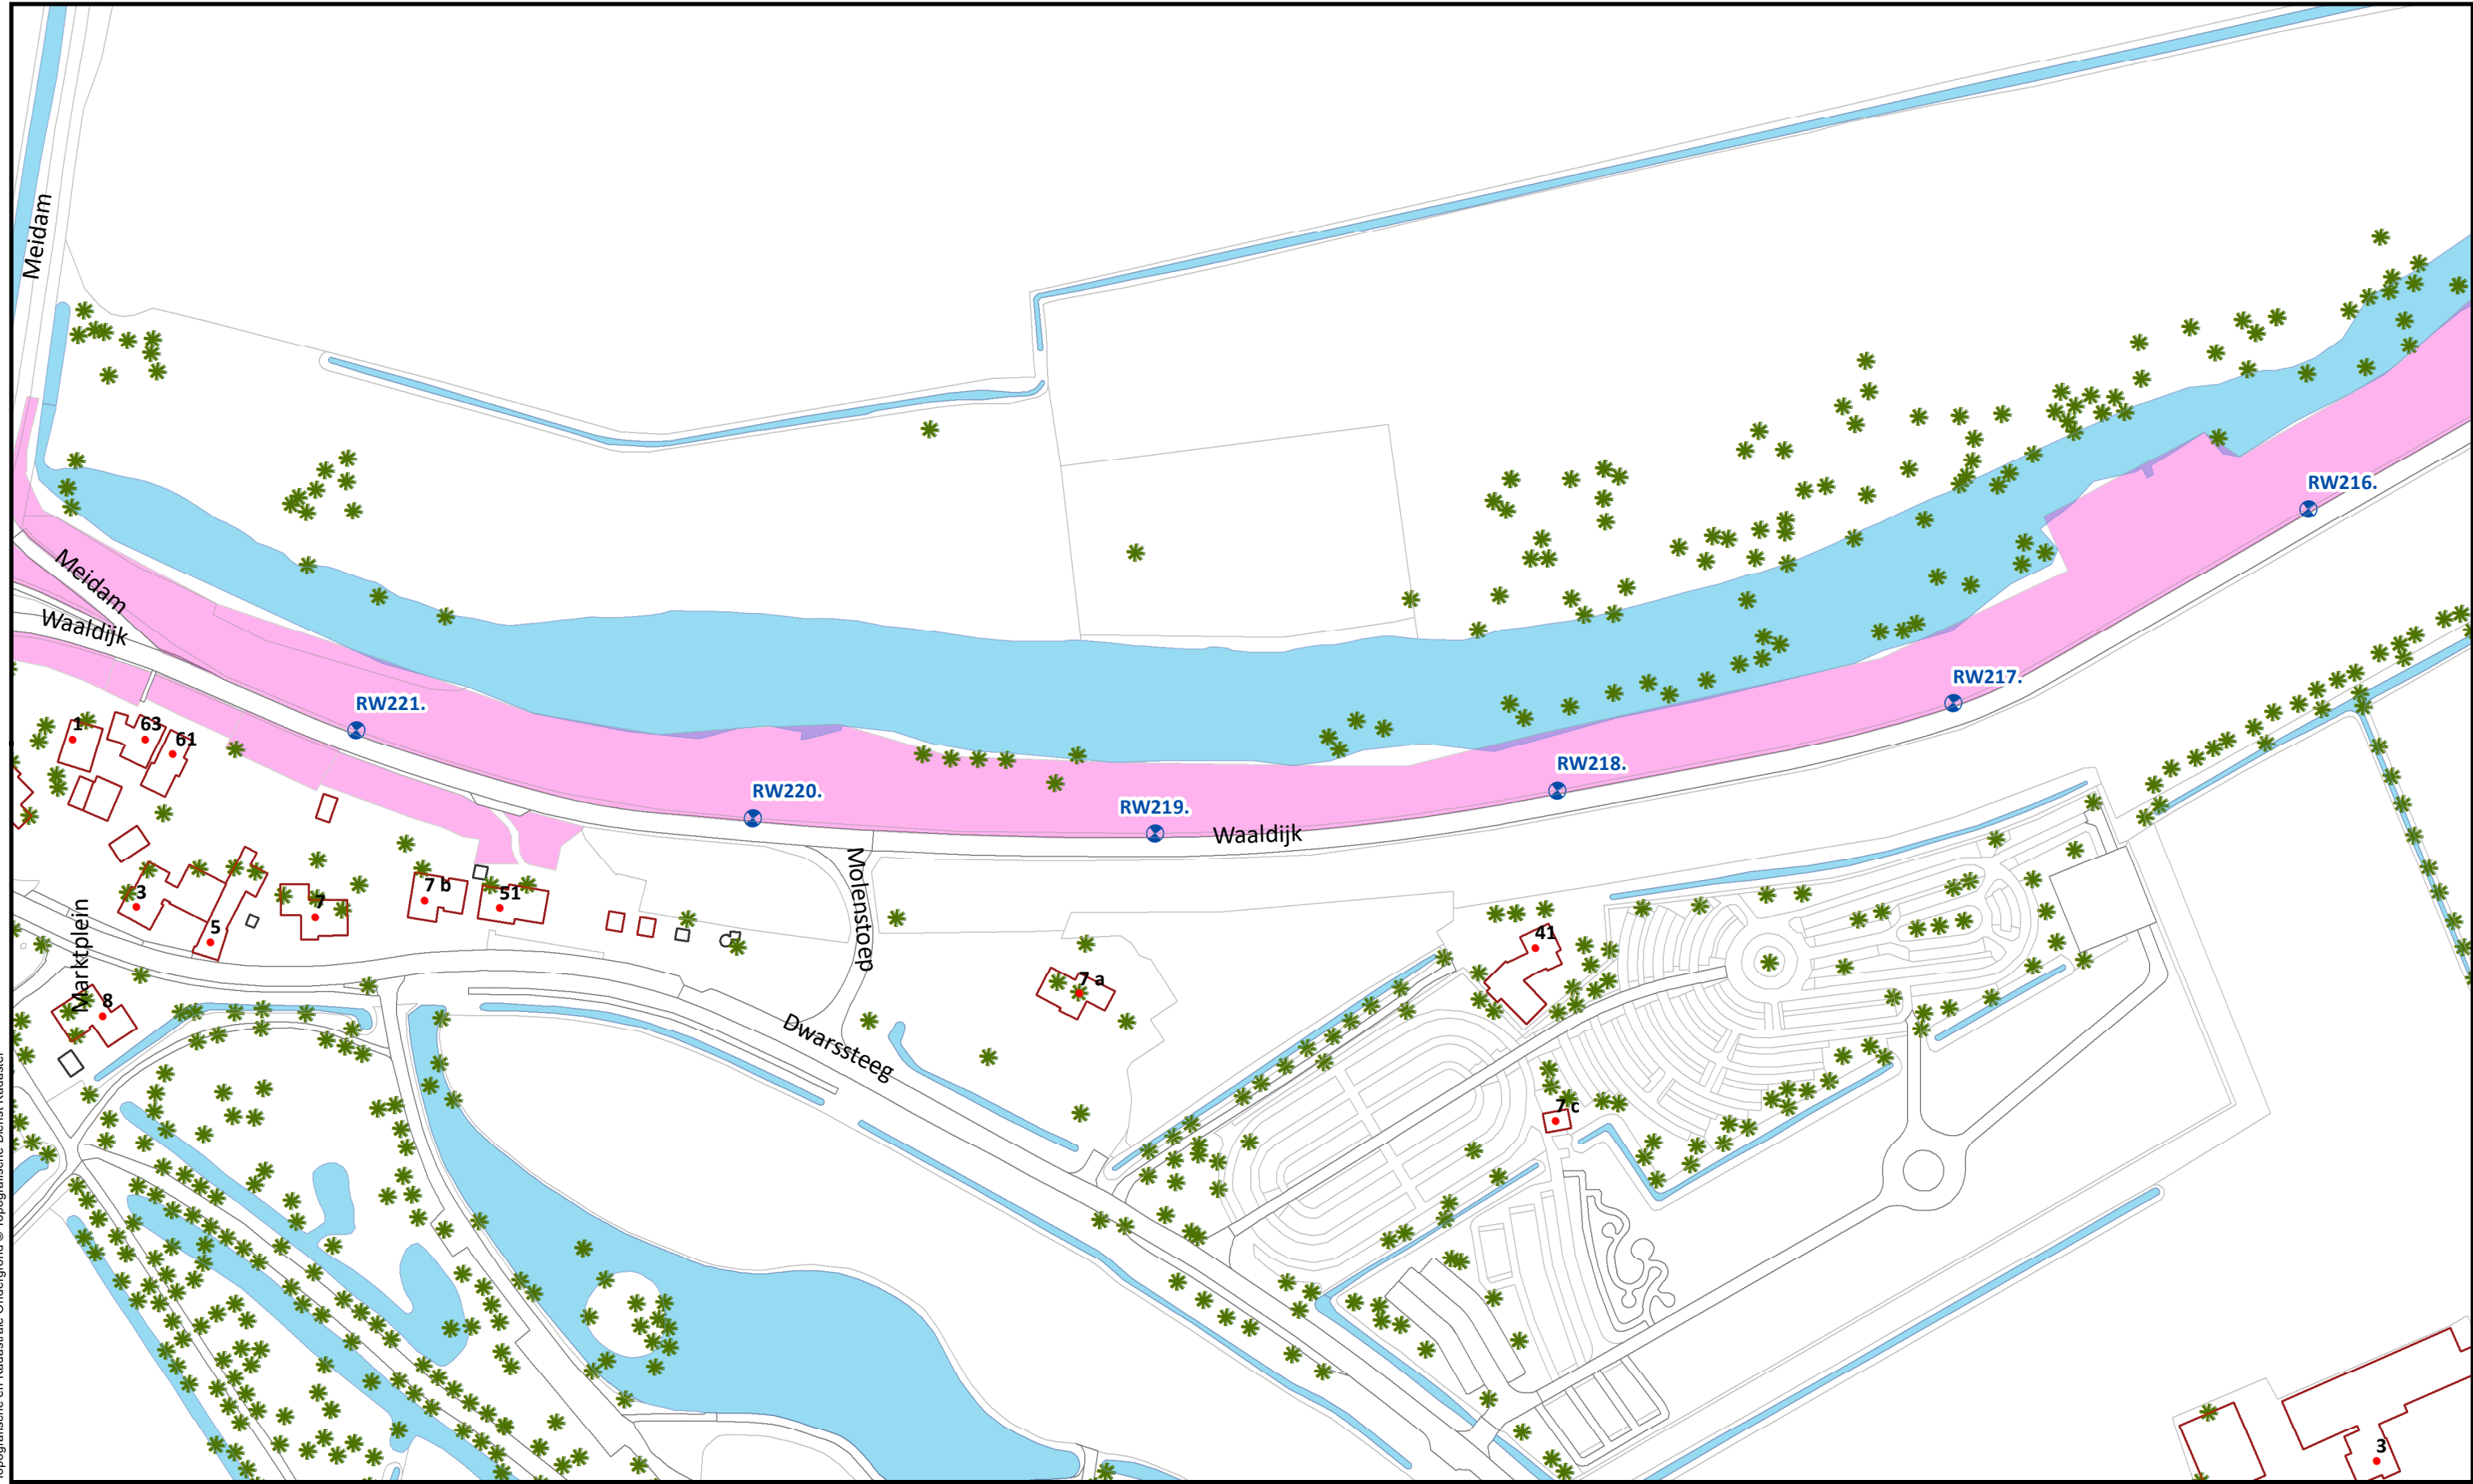 Meidam
RW216.
Meidam
Waaldijk
RW217.
RW221.
1
63
61
RW218.
RW220.
RW219.
Waaldijk
Molenstoep
7 b
51
3
7
5
41
Marktplein
7 a
8
Dwarssteeg
7 c
3